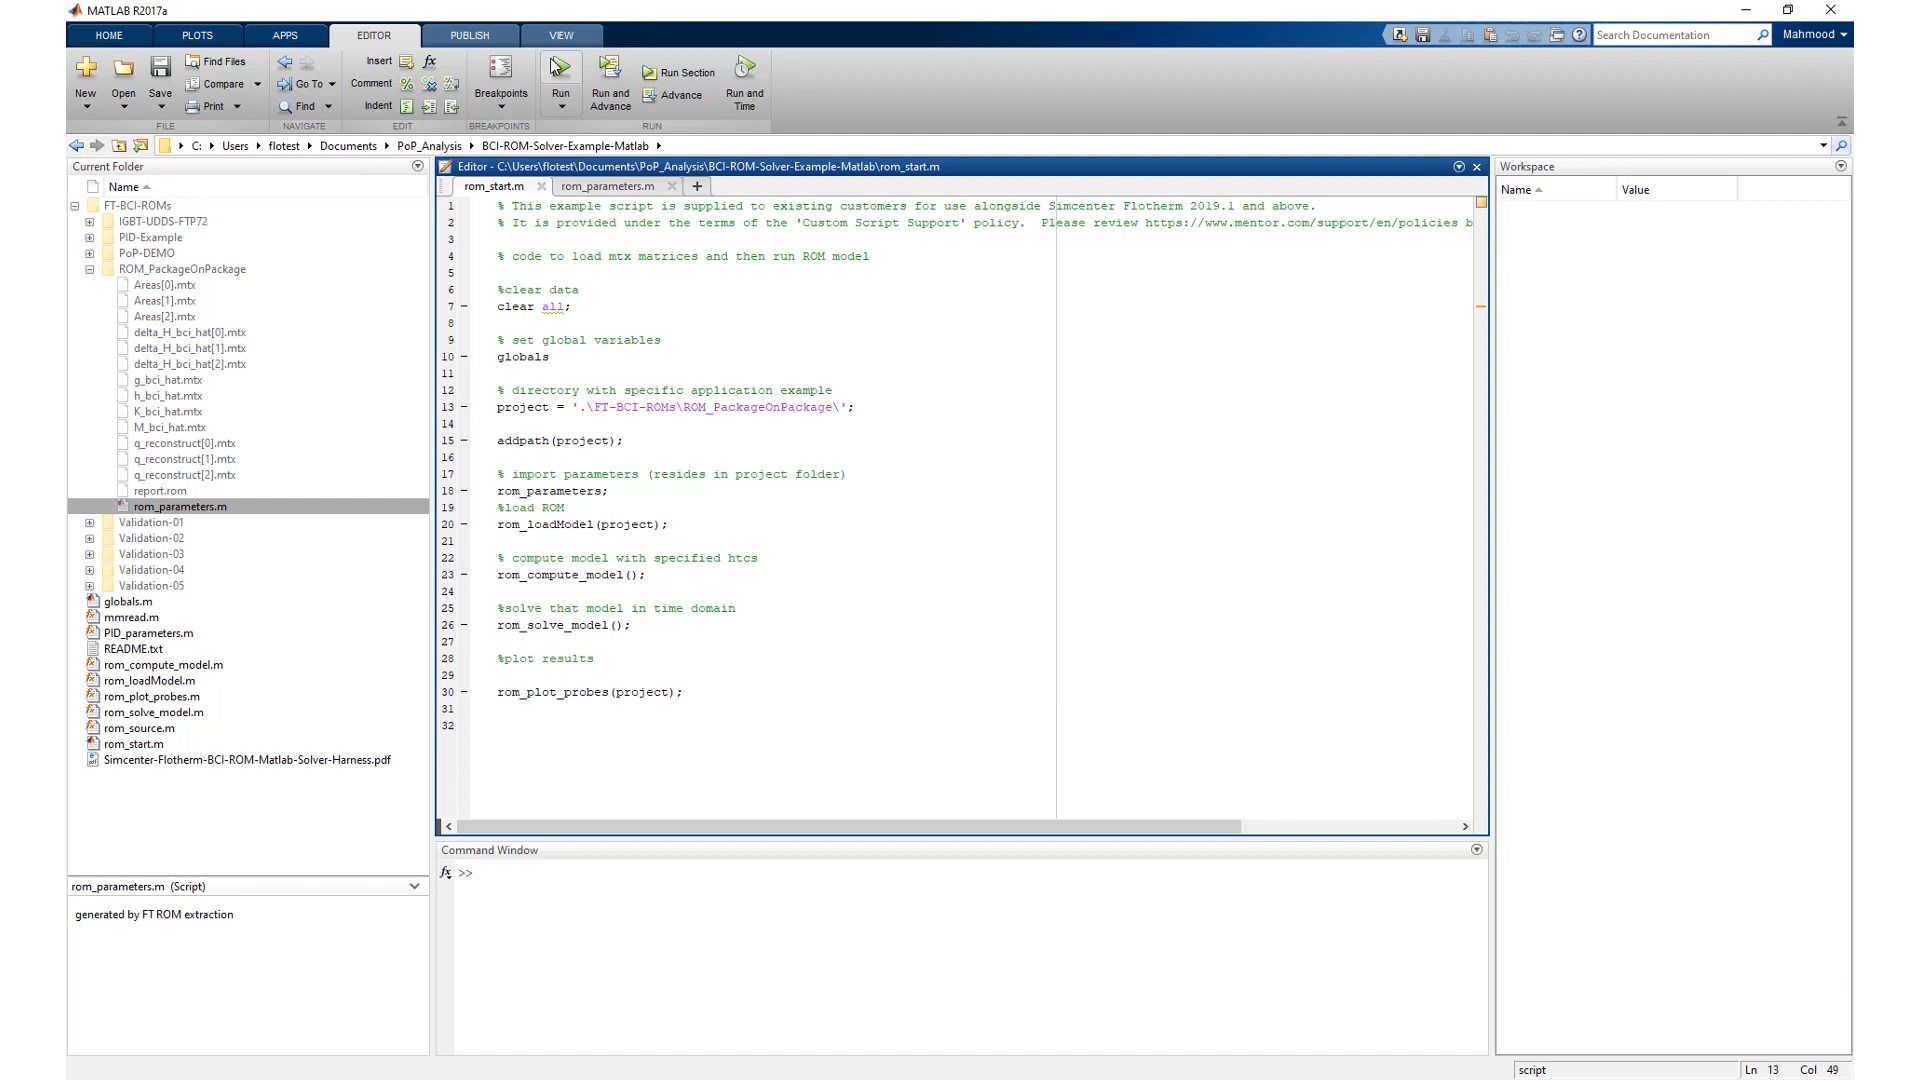 MATLAB R2017a
HOME PLOTS APPS EDITOR PUBLISH VIEW
Search Documentation
Mahmood
New Open Save
Find Files
Compare
Print
Go To
Find
Insert fx
Comment
Indent
Breakpoints
Run
Run and Advance
Run Section
Advance
Run and Time
FILE NAVIGATE EDIT BREAKPOINTS RUN
C: Users flotest Documents PoP_Analysis BCI-ROM-Solver-Example-Matlab
Current Folder
Name
FT-BCI-ROMs
IGBT-UDDS-FTP72
PID-Example
PoP-DEMO
ROM_PackageOnPackage
Areas[0].mtx
Areas[1].mtx
Areas[2].mtx
delta_H_bci_hat[0].mtx
delta_H_bci_hat[1].mtx
delta_H_bci_hat[2].mtx
g_bci_hat.mtx
h_bci_hat.mtx
K_bci_hat.mtx
M_bci_hat.mtx
q_reconstruct[0].mtx
q_reconstruct[1].mtx
q_reconstruct[2].mtx
report.rom
rom_parameters.m
Validation-01
Validation-02
Validation-03
Validation-04
Validation-05
globals.m
mmread.m
PID_parameters.m
README.txt
rom_compute_model.m
rom_loadModel.m
rom_plot_probes.m
rom_solve_model.m
rom_source.m
rom_start.m
Simcenter-Flotherm-BCI-ROM-Matlab-Solver-Harness.pdf
rom_parameters.m (Script)
generated by FT ROM extraction
Editor - C:\Users\flotest\Documents\PoP_Analysis\BCI-ROM-Solver-Example-Matlab\rom_start.m
rom_start.m rom_parameters.m
1 % This example script is supplied to existing customers for use alongside Simcenter Flotherm 2019.1 and above.
2 % It is provided under the terms of the 'Custom Script Support' policy. Please review https://www.mentor.com/support/en/policies b
3
4 % code to load mtx matrices and then run ROM model
5
6 %clear data
7 – clear all;
8
9 % set global variables
10 – globals
11
12 % directory with specific application example
13 – project = '.\FT-BCI-ROMs\ROM_PackageOnPackage\';
14
15 – addpath(project);
16
17 % import parameters (resides in project folder)
18 – rom_parameters;
19 %load ROM
20 – rom_loadModel(project);
21
22 % compute model with specified htcs
23 – rom_compute_model();
24
25 %solve that model in time domain
26 – rom_solve_model();
27
28 %plot results
29
30 – rom_plot_probes(project);
31
32
Command Window
fx >>
Workspace
Name Value
script Ln 13 Col 49